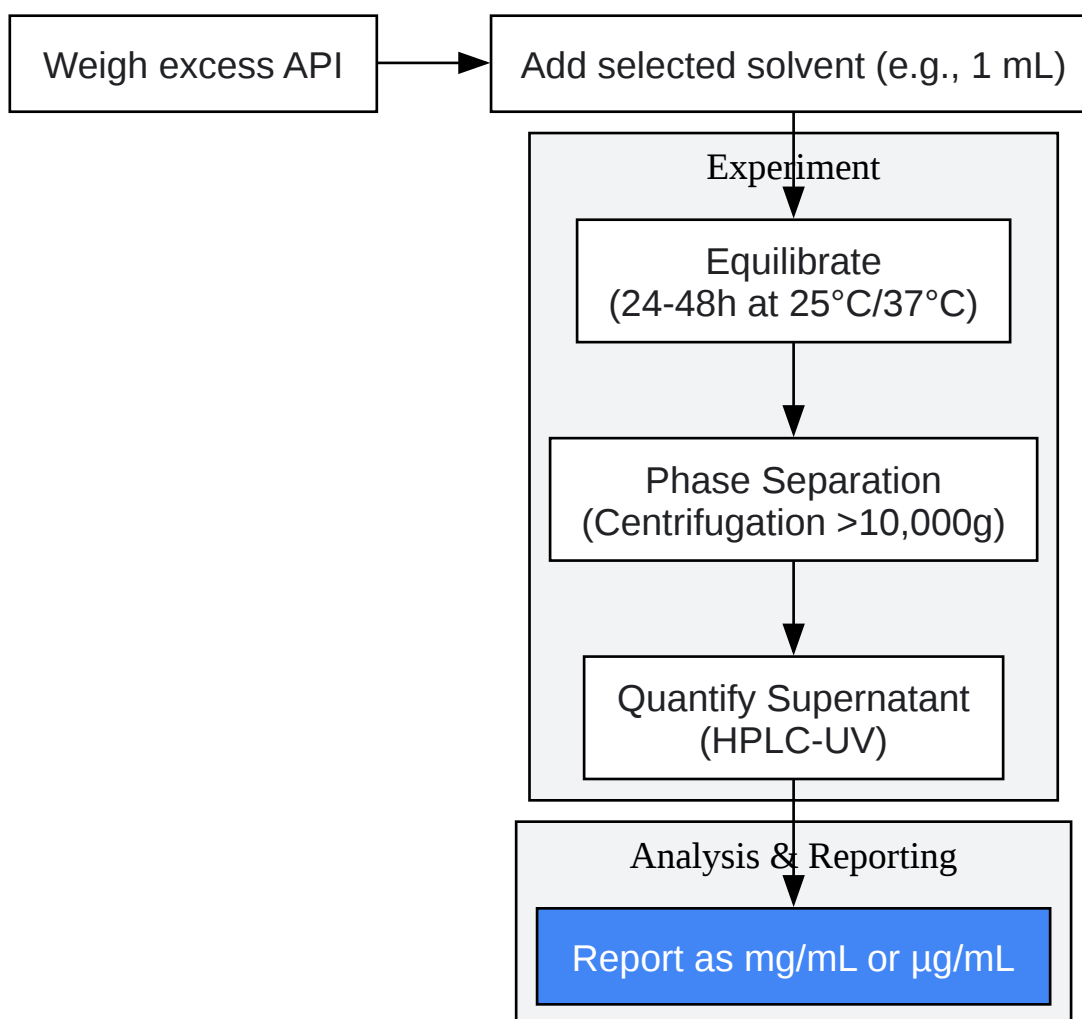 Weigh excess API
Add selected solvent (e.g., 1 mL)
Experiment
Equilibrate
(24-48h at 25°C/37°C)
Phase Separation
(Centrifugation >10,000g)
Quantify Supernatant
(HPLC-UV)
Analysis & Reporting
Report as mg/mL or µg/mL